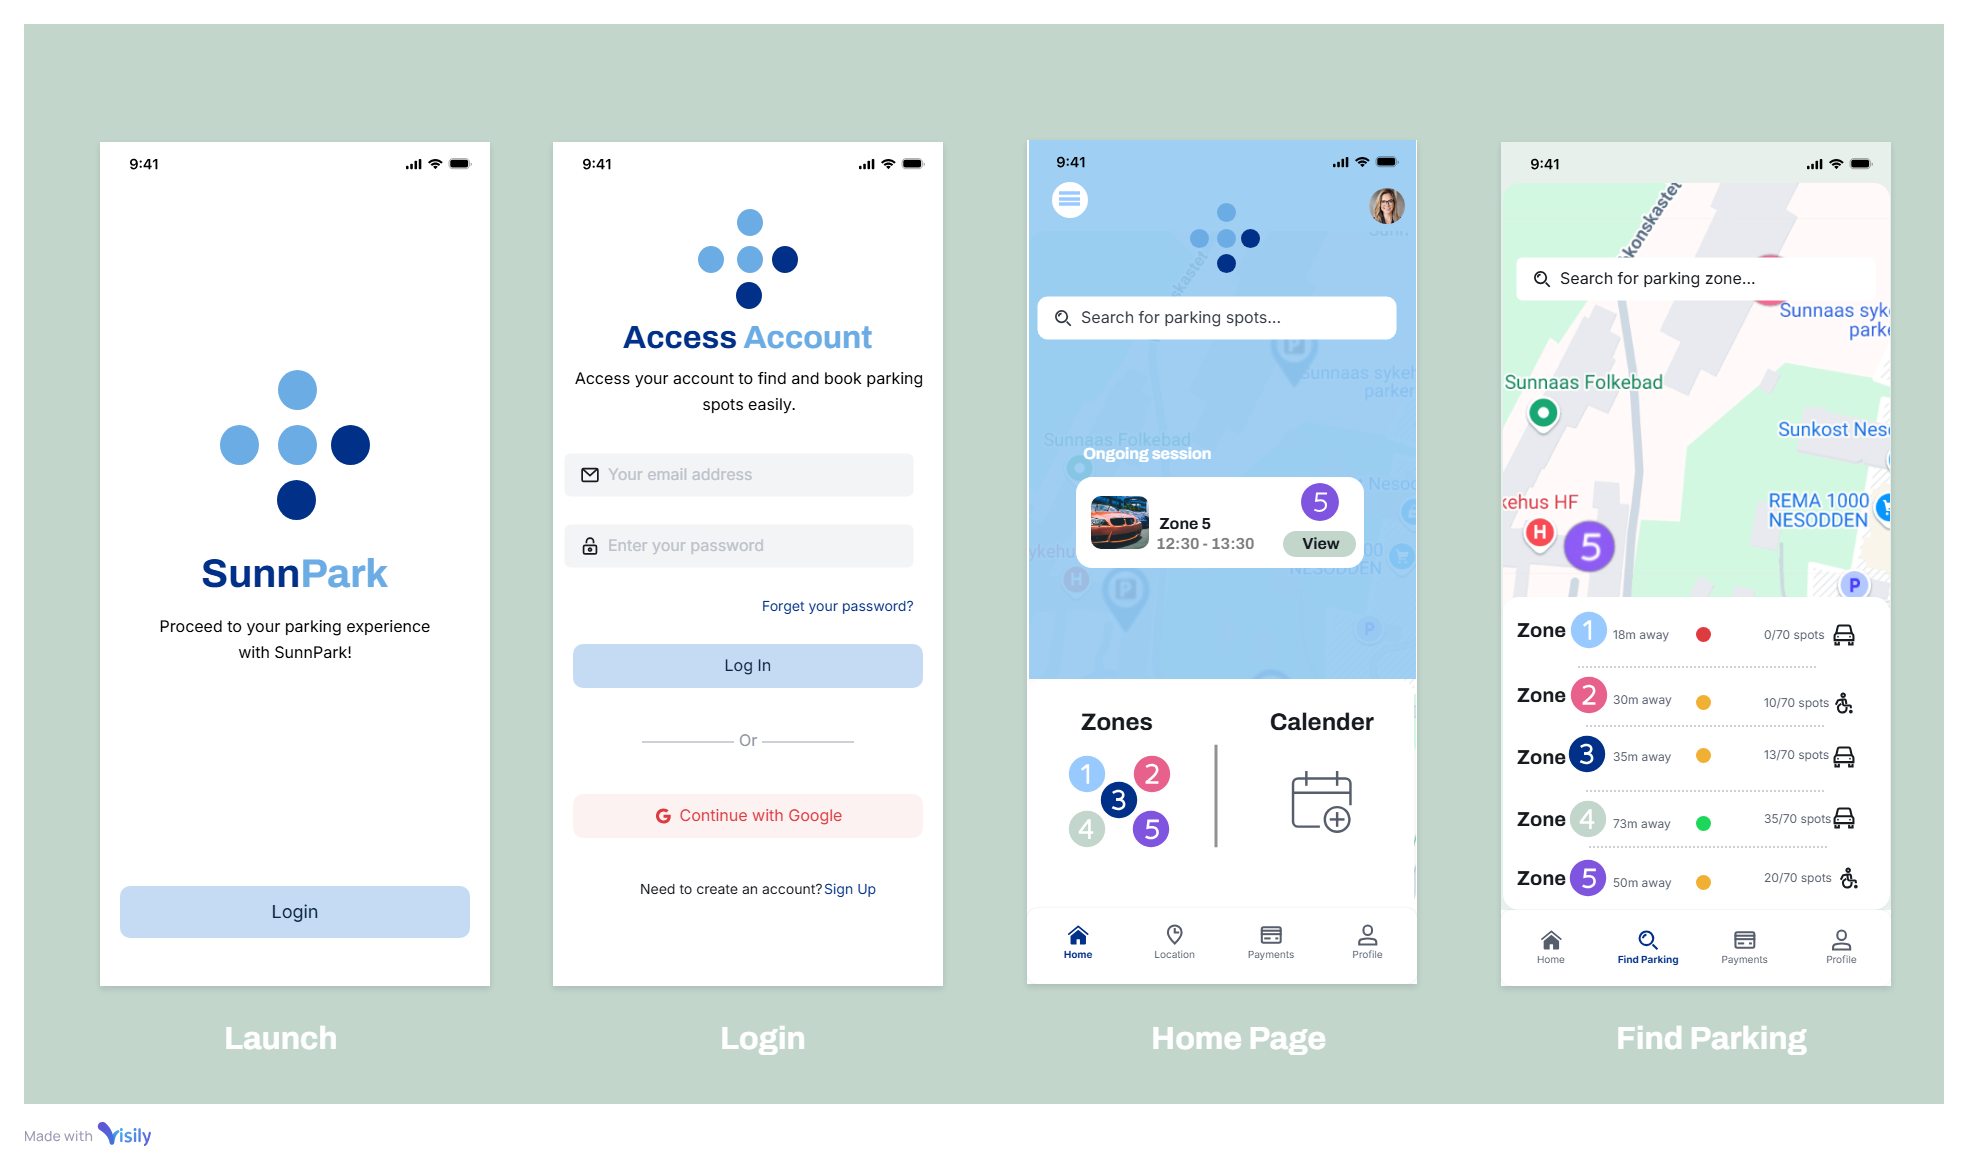 9:41
SunnPark
Proceed to your parking experience
with SunnPark!
Login
Launch
9:41
Access Account
Access your account to find and book parking
spots easily.
Your email address
Enter your password
Forget your password?
Log In
Or
G Continue with Google
Need to create an account? Sign Up
Login
9:41
skastet
Search for parking spots...
P
Sunnaas sykeh
parker
Sunnaas Folkebad
Ongoing session
Nesod
5
Zone 5
12:30 - 13:30
View
ykehu
00
NESODDEN
H
P
P
Zones
Calender
1
2
3
4
5
Home
Location
Payments
Profile
Home Page
9:41
konskastet
Search for parking zone...
Sunnaas syk
parke
Sunnaas Folkebad
Sunkost Nes
kehus HF
REMA 1000
NESODDEN
H
5
P
Zone 1 18m away 0/70 spots
Zone 2 30m away 10/70 spots
Zone 3 35m away 13/70 spots
Zone 4 73m away 35/70 spots
Zone 5 50m away 20/70 spots
Home
Find Parking
Payments
Profile
Find Parking
Made with Visily